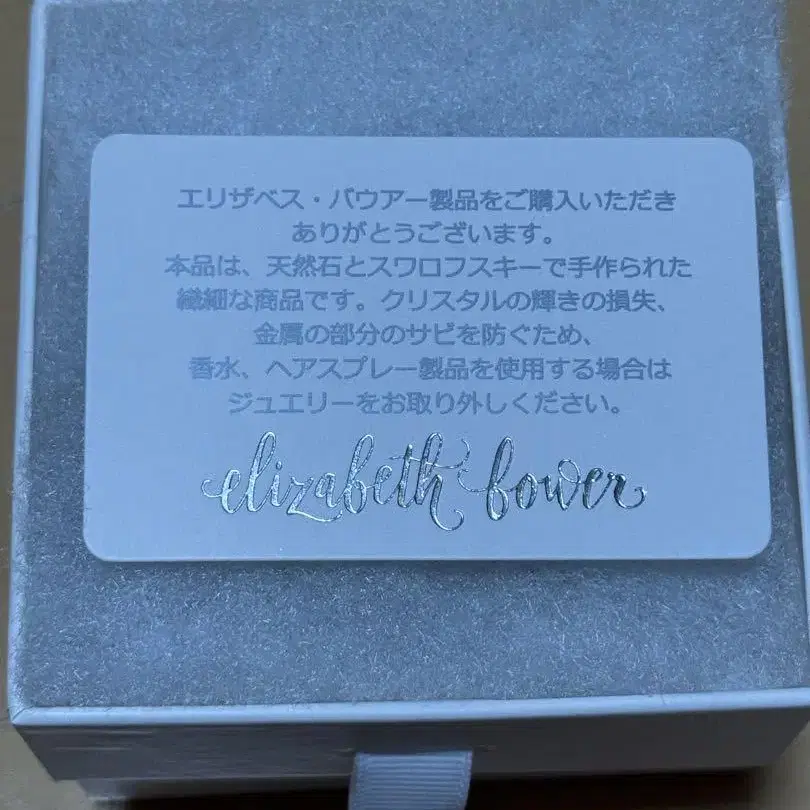 エリザベス・バウアー製品をご購入いただき
ありがとうございます。
本品は、天然石とスワロフスキーで手作られた
繊細な商品です。クリスタルの輝きの損失、
金属の部分のサビを防ぐため、
香水、ヘアスプレー製品を使用する場合は
ジュエリーをお取り外しください。
elizabeth bower